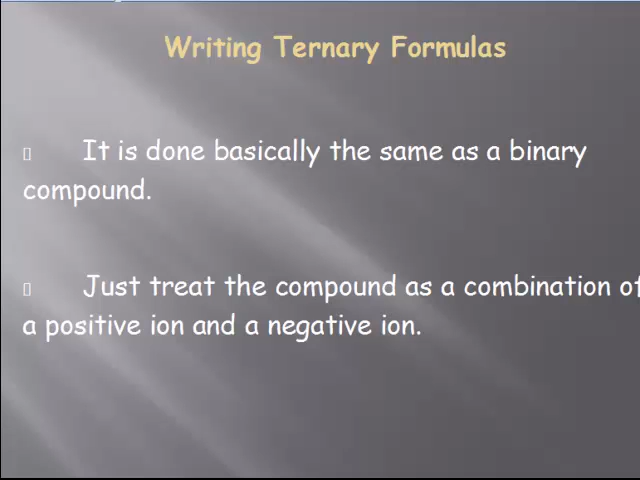 Writing Ternary Formulas
It is done basically the same as a binary
compound.
Just treat the compound as a combination of
a positive ion and a negative ion.